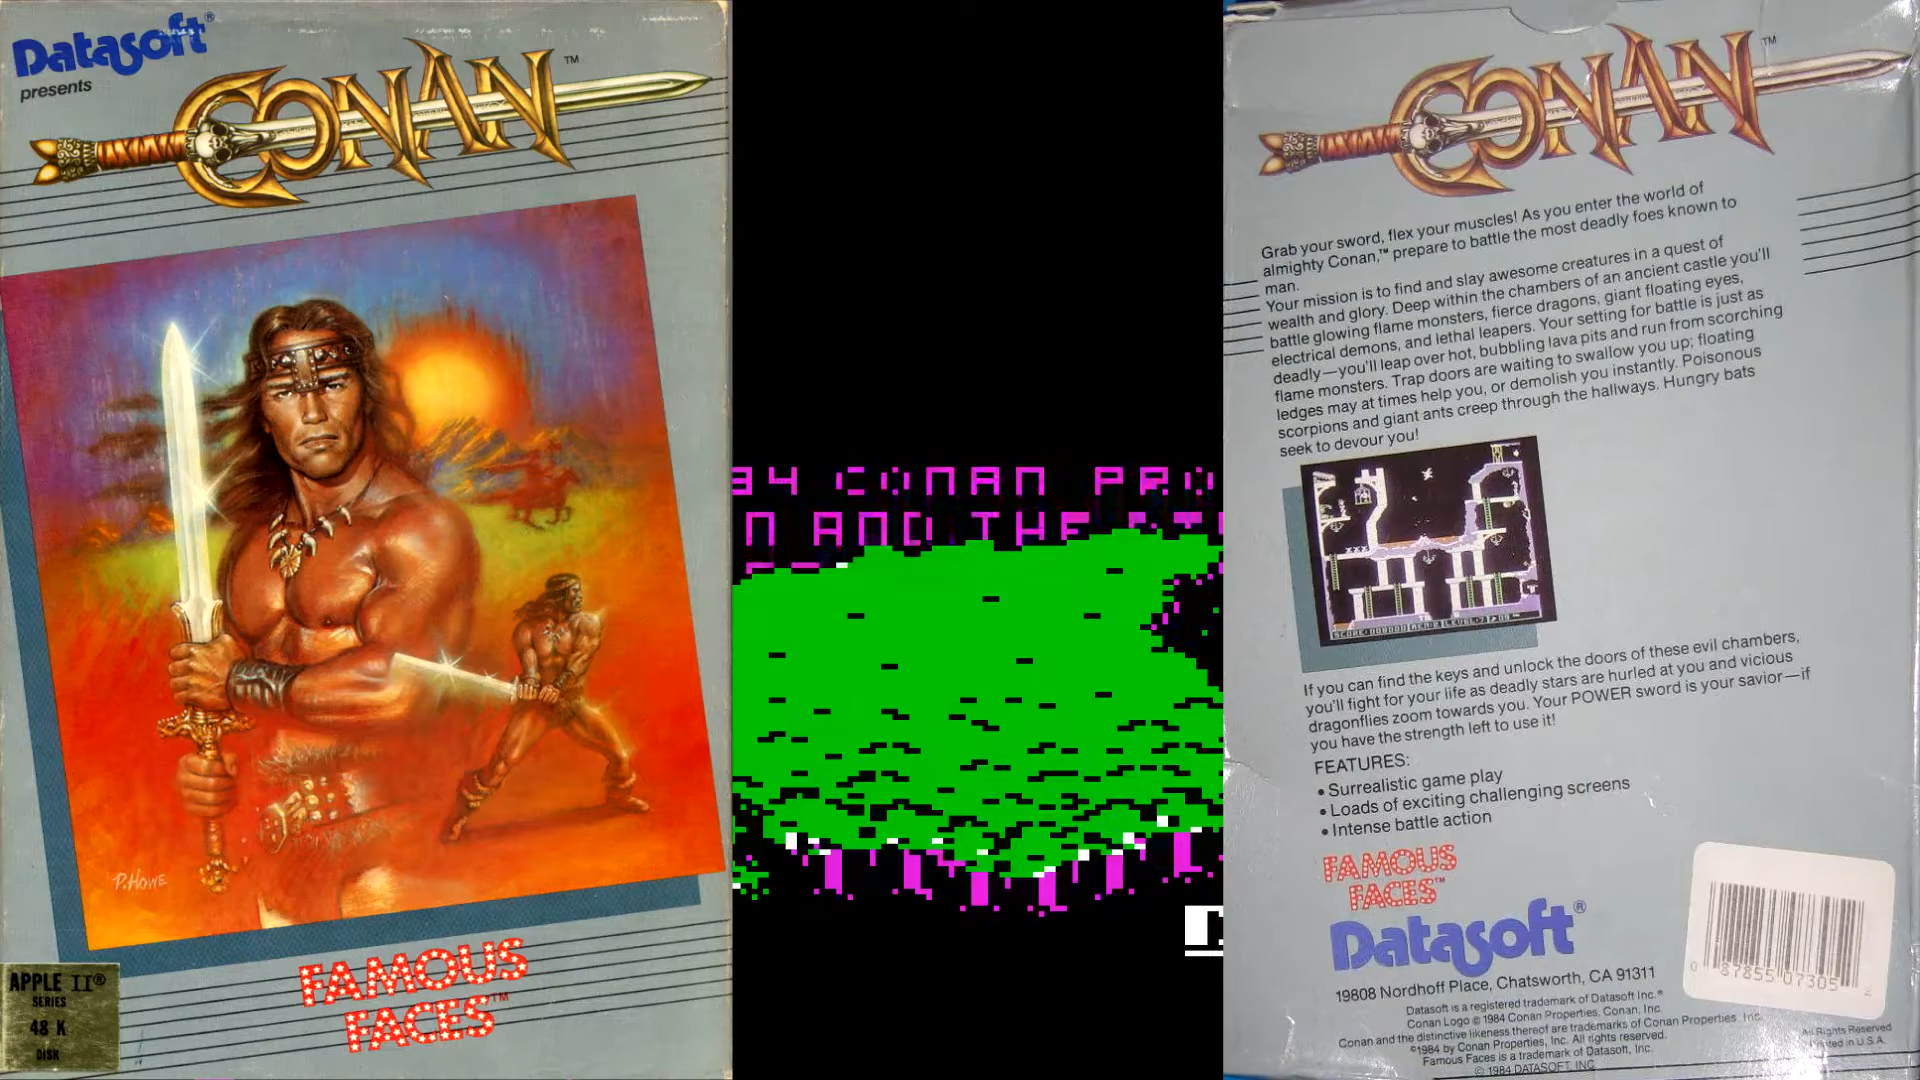 Datasoft®
presents
CONAN™
P. HOWE
APPLE II®
SERIES
48 K
DISK
FAMOUS
FACES™
84 CONAN PRO
N AND THE
CONAN™
Grab your sword, flex your muscles! As you enter the world of
almighty Conan,™ prepare to battle the most deadly foes known to
man.
Your mission is to find and slay awesome creatures in a quest of
wealth and glory. Deep within the chambers of an ancient castle you'll
battle glowing flame monsters, fierce dragons, giant floating eyes,
electrical demons, and lethal leapers. Your setting for battle is just as
deadly—you'll leap over hot, bubbling lava pits and run from scorching
flame monsters. Trap doors are waiting to swallow you up; floating
ledges may at times help you, or demolish you instantly. Poisonous
scorpions and giant ants creep through the hallways. Hungry bats
seek to devour you!
If you can find the keys and unlock the doors of these evil chambers,
you'll fight for your life as deadly stars are hurled at you and vicious
dragonflies zoom towards you. Your POWER sword is your savior—if
you have the strength left to use it!
FEATURES:
• Surrealistic game play
• Loads of exciting challenging screens
• Intense battle action
FAMOUS
FACES™
Datasoft®
0 87855 07305 2
19808 Nordhoff Place, Chatsworth, CA 91311
Datasoft is a registered trademark of Datasoft Inc.®
Conan Logo © 1984 Conan Properties, Conan, Inc.
Conan and the distinctive likeness thereof are trademarks of Conan Properties, Inc.
©1984 by Conan Properties, Inc. All rights reserved.
Famous Faces is a trademark of Datasoft, Inc.
© 1984 DATASOFT, INC.
All Rights Reserved
Printed in U.S.A.